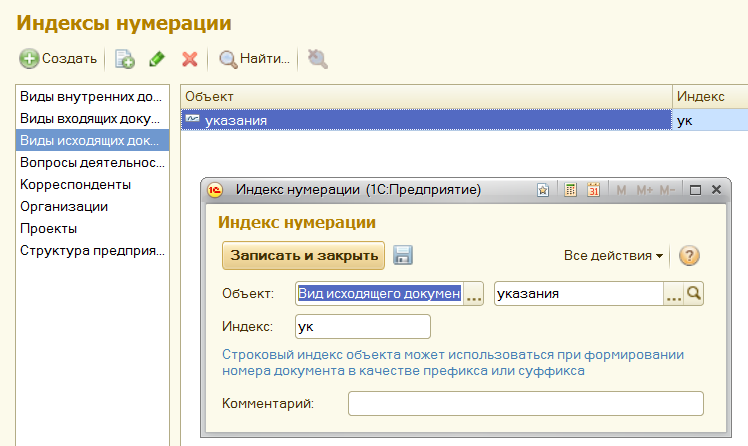 Индексы нумерации
Создать Найти...
Виды внутренних до...
Виды входящих доку...
Виды исходящих док...
Вопросы деятельнос...
Корреспонденты
Организации
Проекты
Структура предприя...
Объект Индекс
указания ук
Индекс нумерации (1С:Предприятие) 31 M M+ M-
Индекс нумерации
Записать и закрыть Все действия ?
Объект: Вид исходящего докумен ... указания ...
Индекс: ук
Строковый индекс объекта может использоваться при формировании
номера документа в качестве префикса или суффикса
Комментарий: